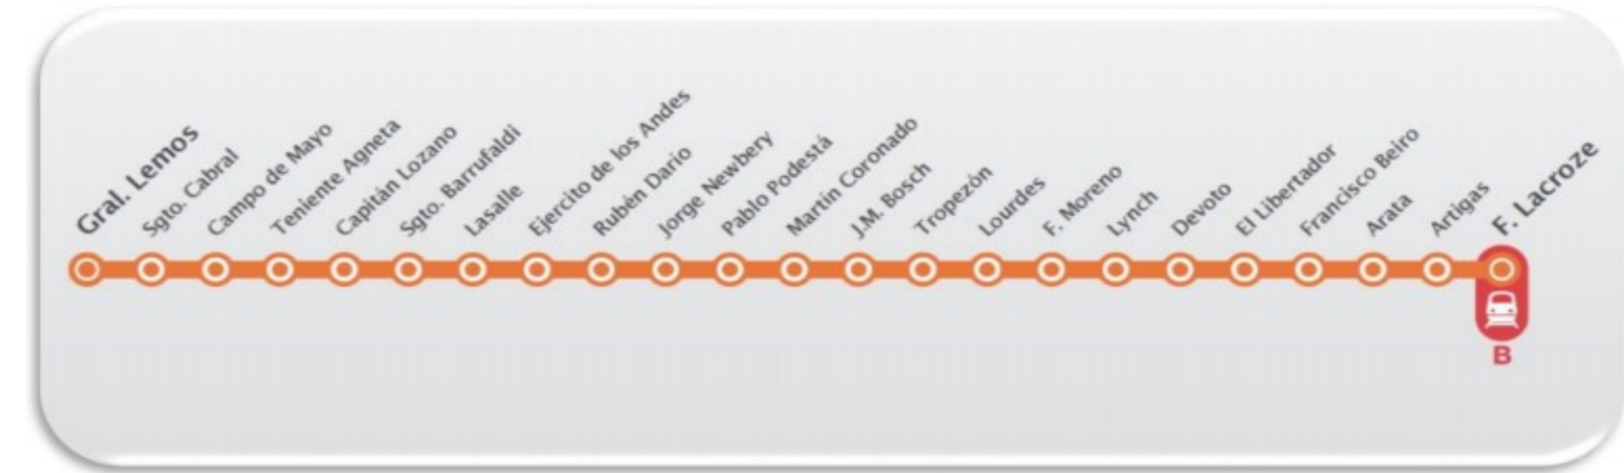 Gral. Lemos
Sgto. Cabral
Campo de Mayo
Teniente Agneta
Capitán Lozano
Sgto. Barrufaldi
Lasalle
Ejercito de los Andes
Rubén Darío
Jorge Newbery
Pablo Podestá
Martín Coronado
J.M. Bosch
Tropezón
Lourdes
F. Moreno
Lynch
Devoto
El Libertador
Francisco Beiro
Arata
Artigas
F. Lacroze
B